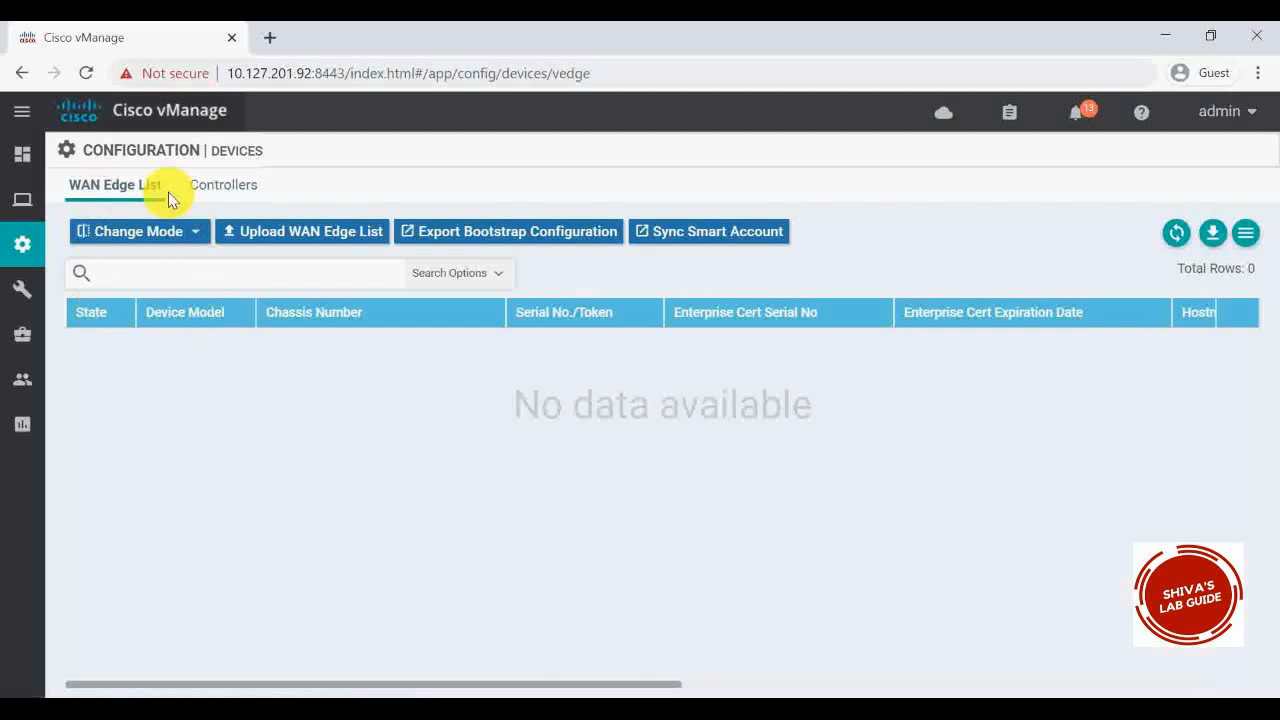 Cisco vManage
Not secure 10.127.201.92:8443/index.html#/app/config/devices/vedge Guest
cisco Cisco vManage 13 admin
CONFIGURATION | DEVICES
WAN Edge List Controllers
Change Mode Upload WAN Edge List Export Bootstrap Configuration Sync Smart Account
Search Options Total Rows: 0
State Device Model Chassis Number Serial No./Token Enterprise Cert Serial No Enterprise Cert Expiration Date Hostn
No data available
SHIVA'S
LAB GUIDE